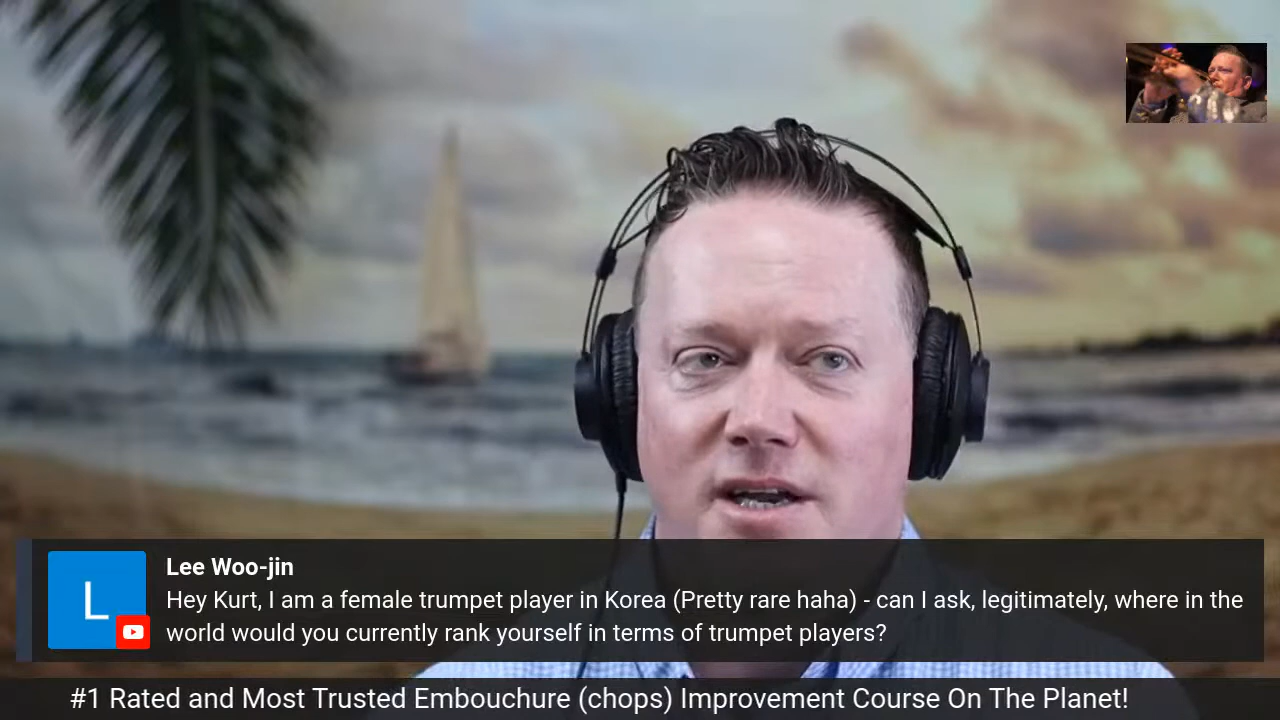 L
Lee Woo-jin
Hey Kurt, I am a female trumpet player in Korea (Pretty rare haha) - can I ask, legitimately, where in the
world would you currently rank yourself in terms of trumpet players?
#1 Rated and Most Trusted Embouchure (chops) Improvement Course On The Planet!